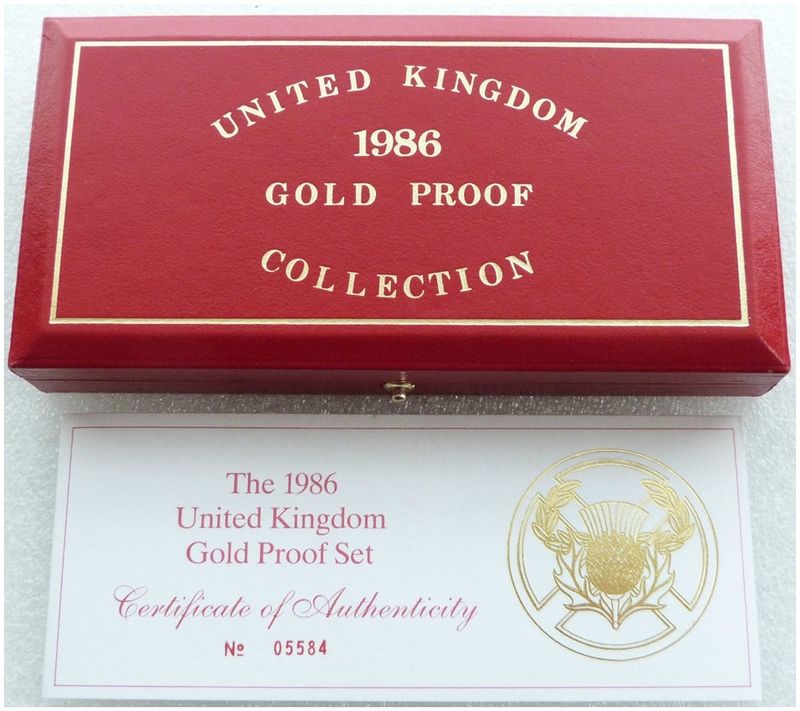 UNITED KINGDOM
1986
GOLD PROOF
COLLECTION
The 1986
United Kingdom
Gold Proof Set
Certificate of Authenticity
№ 05584